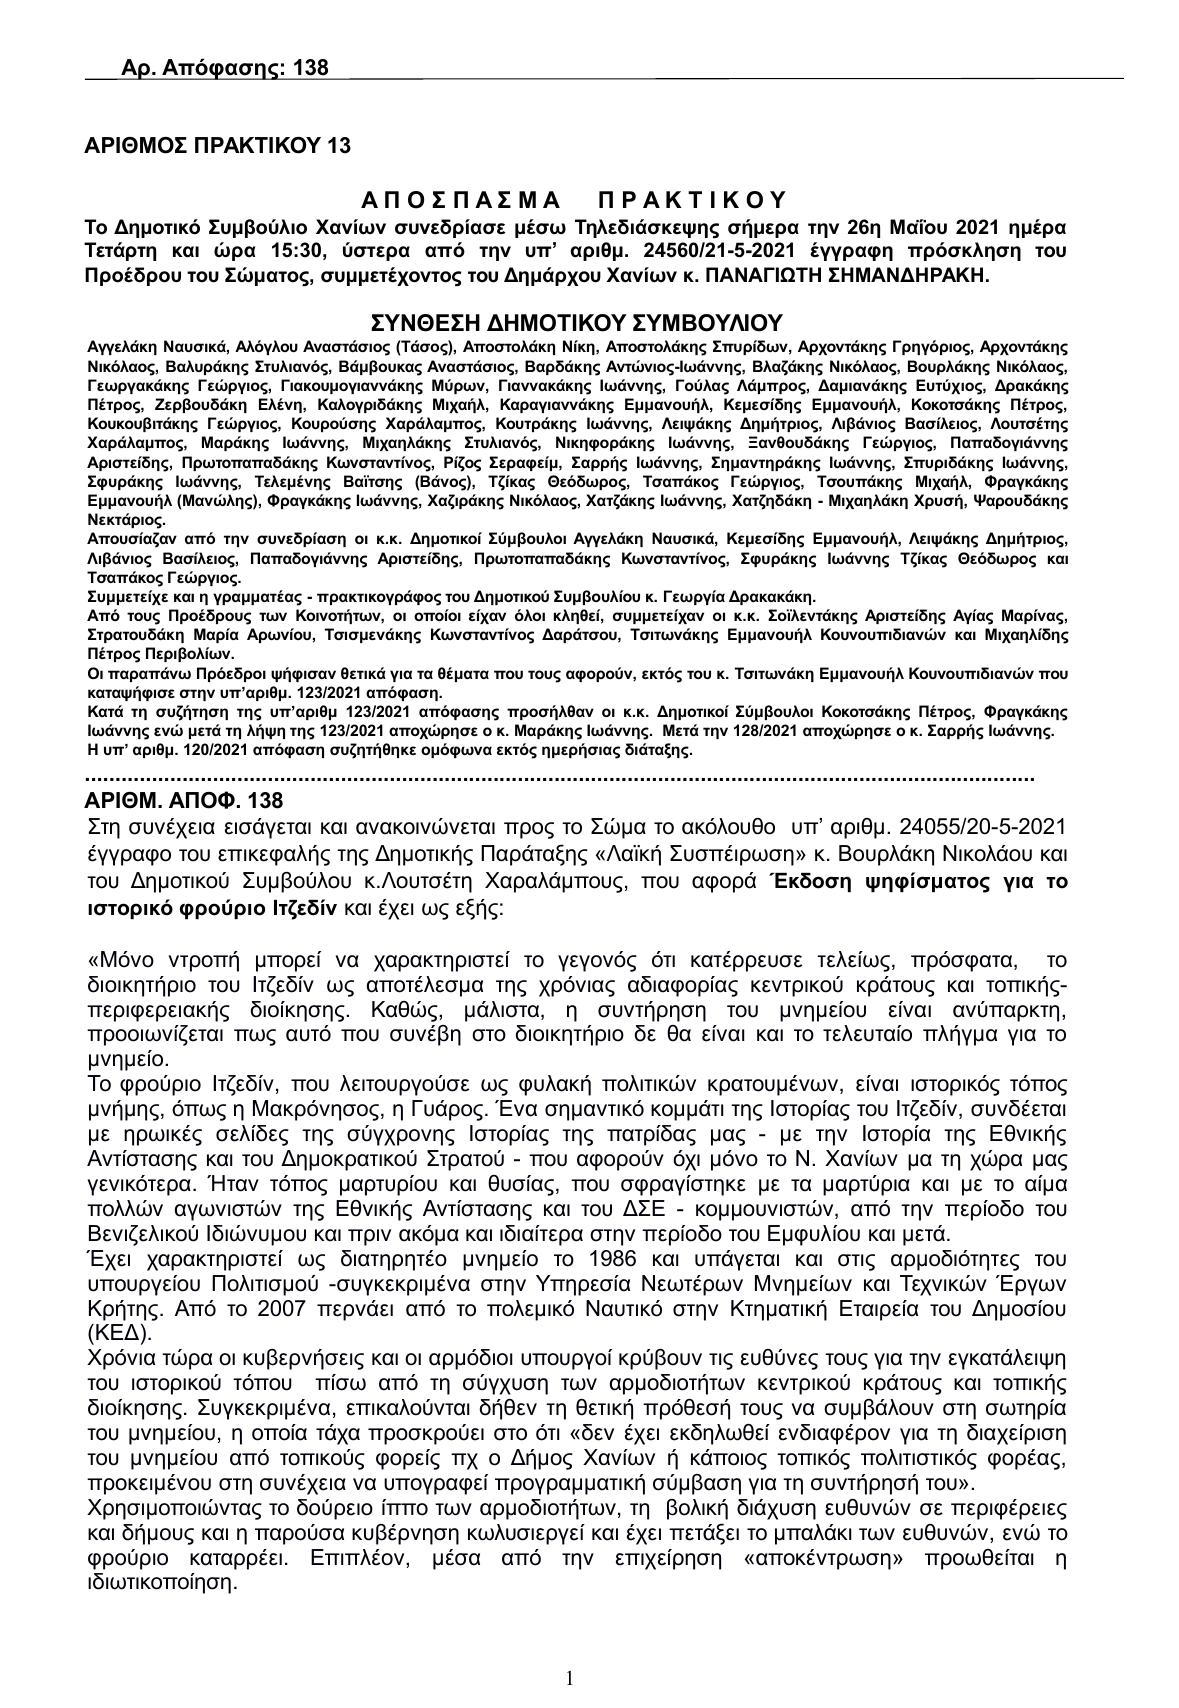 Αρ. Απόφασης: 138
ΑΡΙΘΜΟΣ ΠΡΑΚΤΙΚΟΥ 13
Α Π Ο Σ Π Α Σ Μ Α Π Ρ Α Κ Τ Ι Κ Ο Υ
Το Δημοτικό Συμβούλιο Χανίων συνεδρίασε μέσω Τηλεδιάσκεψης σήμερα την 26η Μαΐου 2021 ημέρα
Τετάρτη και ώρα 15:30, ύστερα από την υπ’ αριθμ. 24560/21-5-2021 έγγραφη πρόσκληση του
Προέδρου του Σώματος, συμμετέχοντος του Δημάρχου Χανίων κ. ΠΑΝΑΓΙΩΤΗ ΣΗΜΑΝΔΗΡΑΚΗ.
ΣΥΝΘΕΣΗ ΔΗΜΟΤΙΚΟΥ ΣΥΜΒΟΥΛΙΟΥ
Αγγελάκη Ναυσικά, Αλόγλου Αναστάσιος (Τάσος), Αποστολάκη Νίκη, Αποστολάκης Σπυρίδων, Αρχοντάκης Γρηγόριος, Αρχοντάκης
Νικόλαος, Βαλυράκης Στυλιανός, Βάμβουκας Αναστάσιος, Βαρδάκης Αντώνιος-Ιωάννης, Βλαζάκης Νικόλαος, Βουρλάκης Νικόλαος,
Γεωργακάκης Γεώργιος, Γιακουμογιαννάκης Μύρων, Γιαννακάκης Ιωάννης, Γούλας Λάμπρος, Δαμιανάκης Ευτύχιος, Δρακάκης
Πέτρος, Ζερβουδάκη Ελένη, Καλογριδάκης Μιχαήλ, Καραγιαννάκης Εμμανουήλ, Κεμεσίδης Εμμανουήλ, Κοκοτσάκης Πέτρος,
Κουκουβιτάκης Γεώργιος, Κουρούσης Χαράλαμπος, Κουτράκης Ιωάννης, Λειψάκης Δημήτριος, Λιβάνιος Βασίλειος, Λουτσέτης
Χαράλαμπος, Μαράκης Ιωάννης, Μιχαηλάκης Στυλιανός, Νικηφοράκης Ιωάννης, Ξανθουδάκης Γεώργιος, Παπαδογιάννης
Αριστείδης, Πρωτοπαπαδάκης Κωνσταντίνος, Ρίζος Σεραφείμ, Σαρρής Ιωάννης, Σημαντηράκης Ιωάννης, Σπυριδάκης Ιωάννης,
Σφυράκης Ιωάννης, Τελεμένης Βαϊτσης (Βάνος), Τζίκας Θεόδωρος, Τσαπάκος Γεώργιος, Τσουπάκης Μιχαήλ, Φραγκάκης
Εμμανουήλ (Μανώλης), Φραγκάκης Ιωάννης, Χαζιράκης Νικόλαος, Χατζάκης Ιωάννης, Χατζηδάκη - Μιχαηλάκη Χρυσή, Ψαρουδάκης
Νεκτάριος.
Απουσίαζαν από την συνεδρίαση οι κ.κ. Δημοτικοί Σύμβουλοι Αγγελάκη Ναυσικά, Κεμεσίδης Εμμανουήλ, Λειψάκης Δημήτριος,
Λιβάνιος Βασίλειος, Παπαδογιάννης Αριστείδης, Πρωτοπαπαδάκης Κωνσταντίνος, Σφυράκης Ιωάννης Τζίκας Θεόδωρος και
Τσαπάκος Γεώργιος.
Συμμετείχε και η γραμματέας - πρακτικογράφος του Δημοτικού Συμβουλίου κ. Γεωργία Δρακακάκη.
Από τους Προέδρους των Κοινοτήτων, οι οποίοι είχαν όλοι κληθεί, συμμετείχαν οι κ.κ. Σοϊλεντάκης Αριστείδης Αγίας Μαρίνας,
Στρατουδάκη Μαρία Αρωνίου, Τσισμενάκης Κωνσταντίνος Δαράτσου, Τσιτωνάκης Εμμανουήλ Κουνουπιδιανών και Μιχαηλίδης
Πέτρος Περιβολίων.
Οι παραπάνω Πρόεδροι ψήφισαν θετικά για τα θέματα που τους αφορούν, εκτός του κ. Τσιτωνάκη Εμμανουήλ Κουνουπιδιανών που
καταψήφισε στην υπ’αριθμ. 123/2021 απόφαση.
Κατά τη συζήτηση της υπ’αριθμ 123/2021 απόφασης προσήλθαν οι κ.κ. Δημοτικοί Σύμβουλοι Κοκοτσάκης Πέτρος, Φραγκάκης
Ιωάννης ενώ μετά τη λήψη της 123/2021 αποχώρησε ο κ. Μαράκης Ιωάννης. Μετά την 128/2021 αποχώρησε ο κ. Σαρρής Ιωάννης.
Η υπ’ αριθμ. 120/2021 απόφαση συζητήθηκε ομόφωνα εκτός ημερήσιας διάταξης.
............................................................................................................................................................
ΑΡΙΘΜ. ΑΠΟΦ. 138
Στη συνέχεια εισάγεται και ανακοινώνεται προς το Σώμα το ακόλουθο υπ’ αριθμ. 24055/20-5-2021
έγγραφο του επικεφαλής της Δημοτικής Παράταξης «Λαϊκή Συσπέιρωση» κ. Βουρλάκη Νικολάου και
του Δημοτικού Συμβούλου κ.Λουτσέτη Χαραλάμπους, που αφορά Έκδοση ψηφίσματος για το
ιστορικό φρούριο Ιτζεδίν και έχει ως εξής:
«Μόνο ντροπή μπορεί να χαρακτηριστεί το γεγονός ότι κατέρρευσε τελείως, πρόσφατα, το
διοικητήριο του Ιτζεδίν ως αποτέλεσμα της χρόνιας αδιαφορίας κεντρικού κράτους και τοπικής-
περιφερειακής διοίκησης. Καθώς, μάλιστα, η συντήρηση του μνημείου είναι ανύπαρκτη,
προοιωνίζεται πως αυτό που συνέβη στο διοικητήριο δε θα είναι και το τελευταίο πλήγμα για το
μνημείο.
Το φρούριο Ιτζεδίν, που λειτουργούσε ως φυλακή πολιτικών κρατουμένων, είναι ιστορικός τόπος
μνήμης, όπως η Μακρόνησος, η Γυάρος. Ένα σημαντικό κομμάτι της Ιστορίας του Ιτζεδίν, συνδέεται
με ηρωικές σελίδες της σύγχρονης Ιστορίας της πατρίδας μας - με την Ιστορία της Εθνικής
Αντίστασης και του Δημοκρατικού Στρατού - που αφορούν όχι μόνο το Ν. Χανίων μα τη χώρα μας
γενικότερα. Ήταν τόπος μαρτυρίου και θυσίας, που σφραγίστηκε με τα μαρτύρια και με το αίμα
πολλών αγωνιστών της Εθνικής Αντίστασης και του ΔΣΕ - κομμουνιστών, από την περίοδο του
Βενιζελικού Ιδιώνυμου και πριν ακόμα και ιδιαίτερα στην περίοδο του Εμφυλίου και μετά.
Έχει χαρακτηριστεί ως διατηρητέο μνημείο το 1986 και υπάγεται και στις αρμοδιότητες του
υπουργείου Πολιτισμού -συγκεκριμένα στην Υπηρεσία Νεωτέρων Μνημείων και Τεχνικών Έργων
Κρήτης. Από το 2007 περνάει από το πολεμικό Ναυτικό στην Κτηματική Εταιρεία του Δημοσίου
(ΚΕΔ).
Χρόνια τώρα οι κυβερνήσεις και οι αρμόδιοι υπουργοί κρύβουν τις ευθύνες τους για την εγκατάλειψη
του ιστορικού τόπου πίσω από τη σύγχυση των αρμοδιοτήτων κεντρικού κράτους και τοπικής
διοίκησης. Συγκεκριμένα, επικαλούνται δήθεν τη θετική πρόθεσή τους να συμβάλουν στη σωτηρία
του μνημείου, η οποία τάχα προσκρούει στο ότι «δεν έχει εκδηλωθεί ενδιαφέρον για τη διαχείριση
του μνημείου από τοπικούς φορείς πχ ο Δήμος Χανίων ή κάποιος τοπικός πολιτιστικός φορέας,
προκειμένου στη συνέχεια να υπογραφεί προγραμματική σύμβαση για τη συντήρησή του».
Χρησιμοποιώντας το δούρειο ίππο των αρμοδιοτήτων, τη βολική διάχυση ευθυνών σε περιφέρειες
και δήμους και η παρούσα κυβέρνηση κωλυσιεργεί και έχει πετάξει το μπαλάκι των ευθυνών, ενώ το
φρούριο καταρρέει. Επιπλέον, μέσα από την επιχείρηση «αποκέντρωση» προωθείται η
ιδιωτικοποίηση.
1